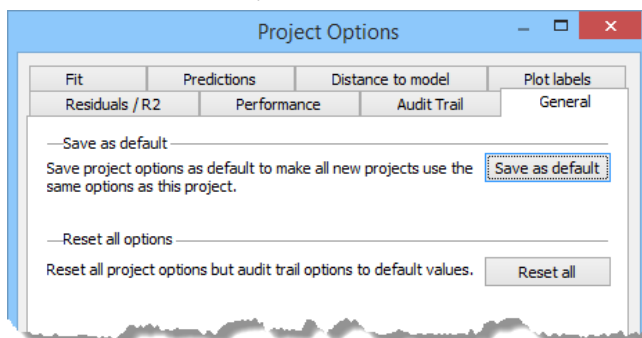 Project Options
Fit
Predictions
Distance to model
Plot labels
Residuals / R2
Performance
Audit Trail
General
Save as default
Save project options as default to make all new projects use the
same options as this project.
Save as default
Reset all options
Reset all project options but audit trail options to default values.
Reset all